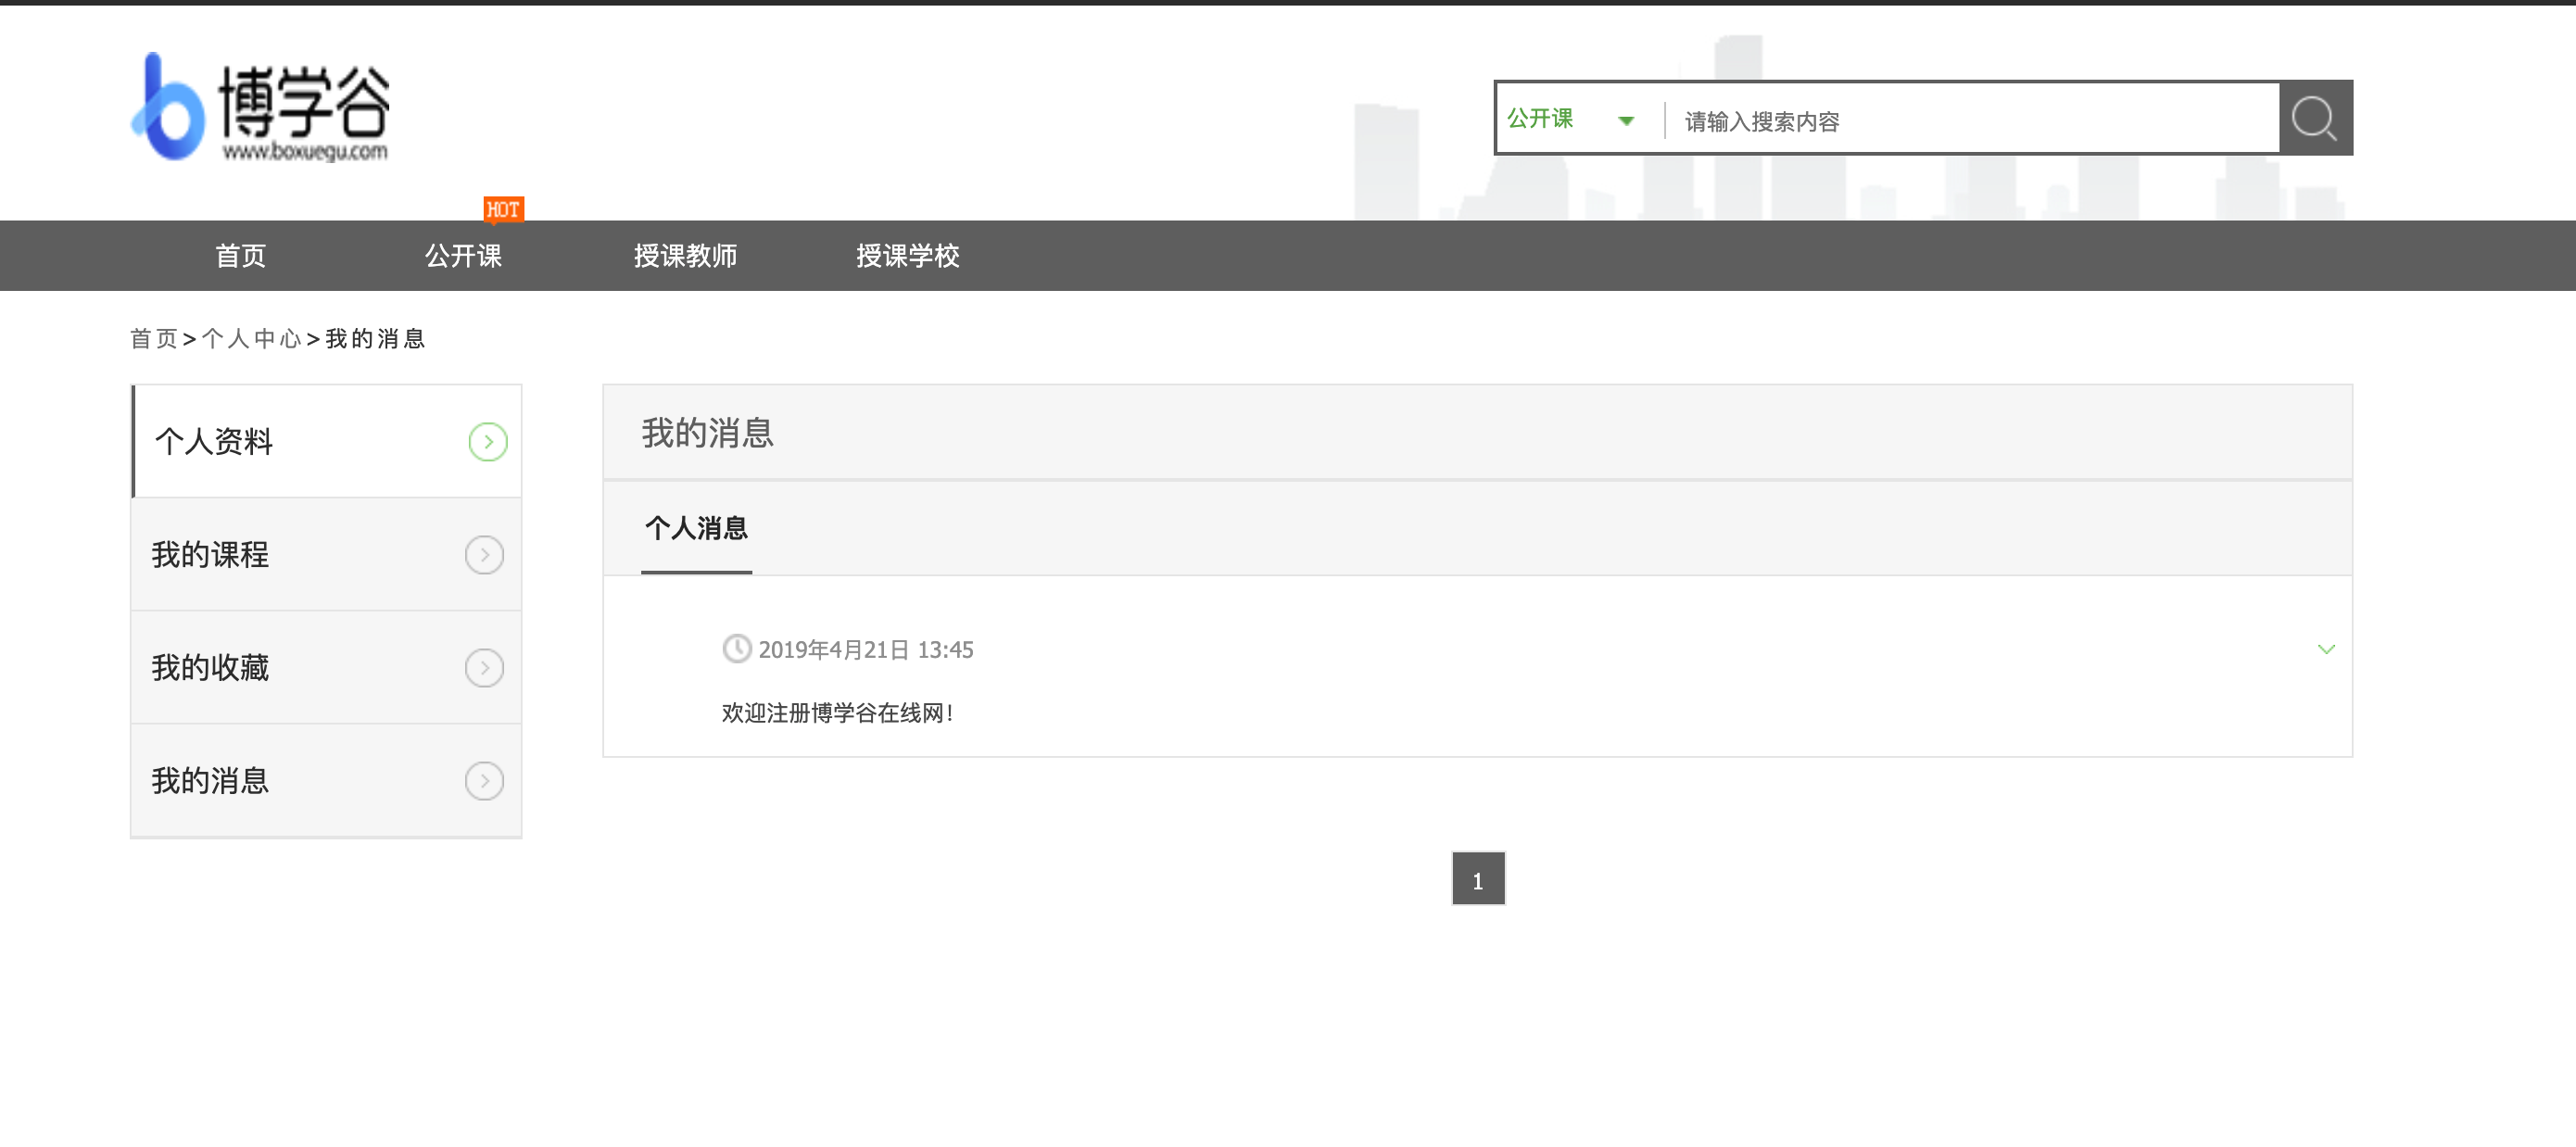 博学谷
www.boxuegu.com
公开课
请输入搜索内容
HOT
首页 公开课 授课教师 授课学校
首页>个人中心>我的消息
个人资料
我的课程
我的收藏
我的消息
我的消息
个人消息
2019年4月21日 13:45
欢迎注册博学谷在线网!
1